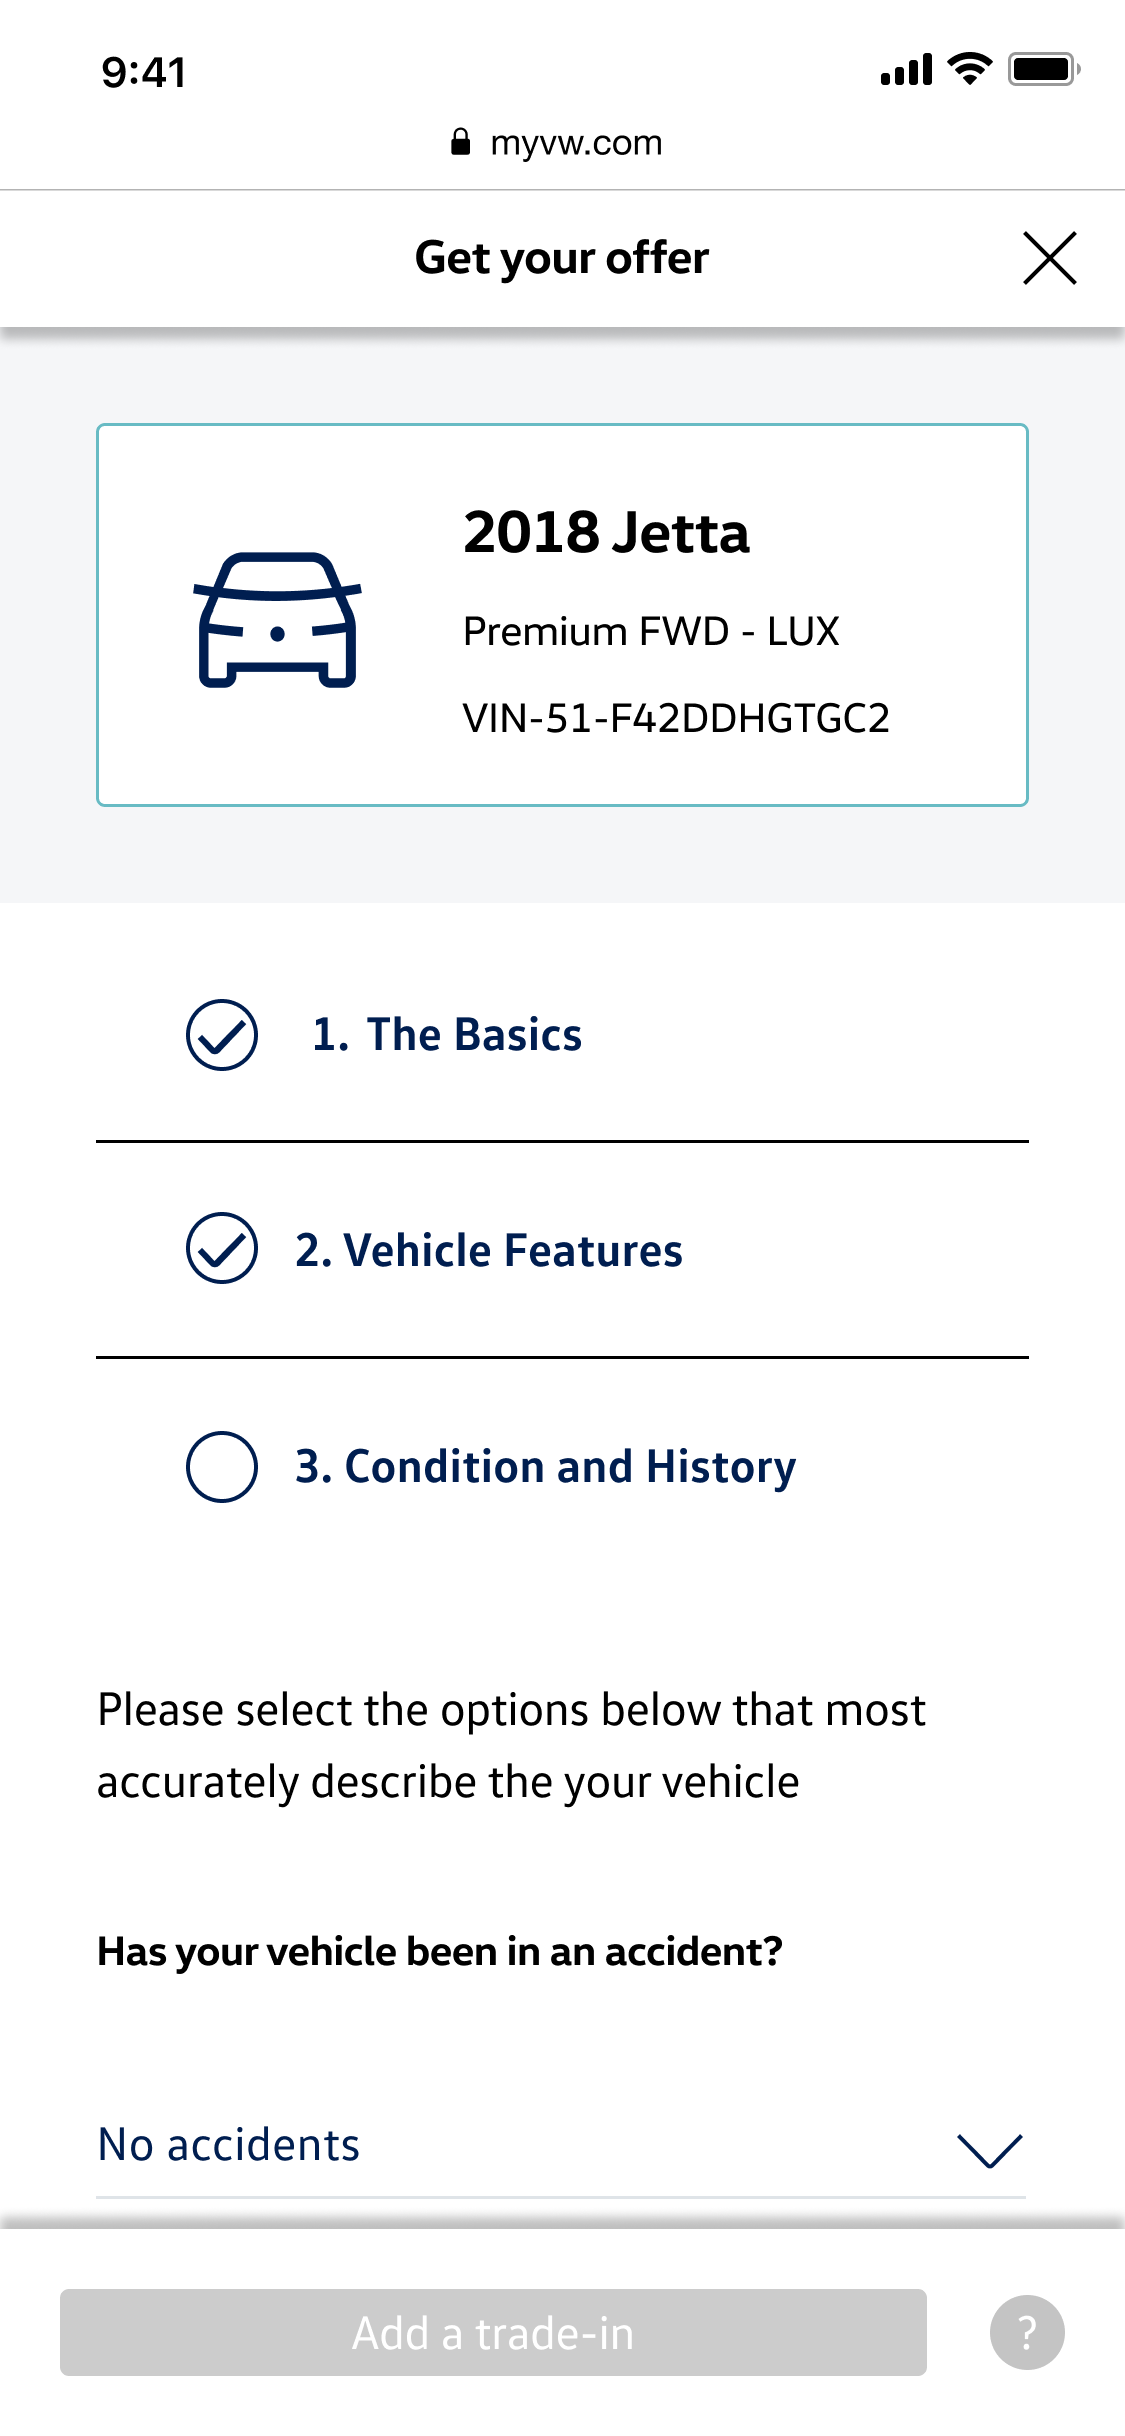 9:41
myvw.com
Get your offer
2018 Jetta
Premium FWD - LUX
VIN-51-F42DDHGTGC2
1. The Basics
2. Vehicle Features
3. Condition and History
Please select the options below that most
accurately describe the your vehicle
Has your vehicle been in an accident?
No accidents
Add a trade-in
?